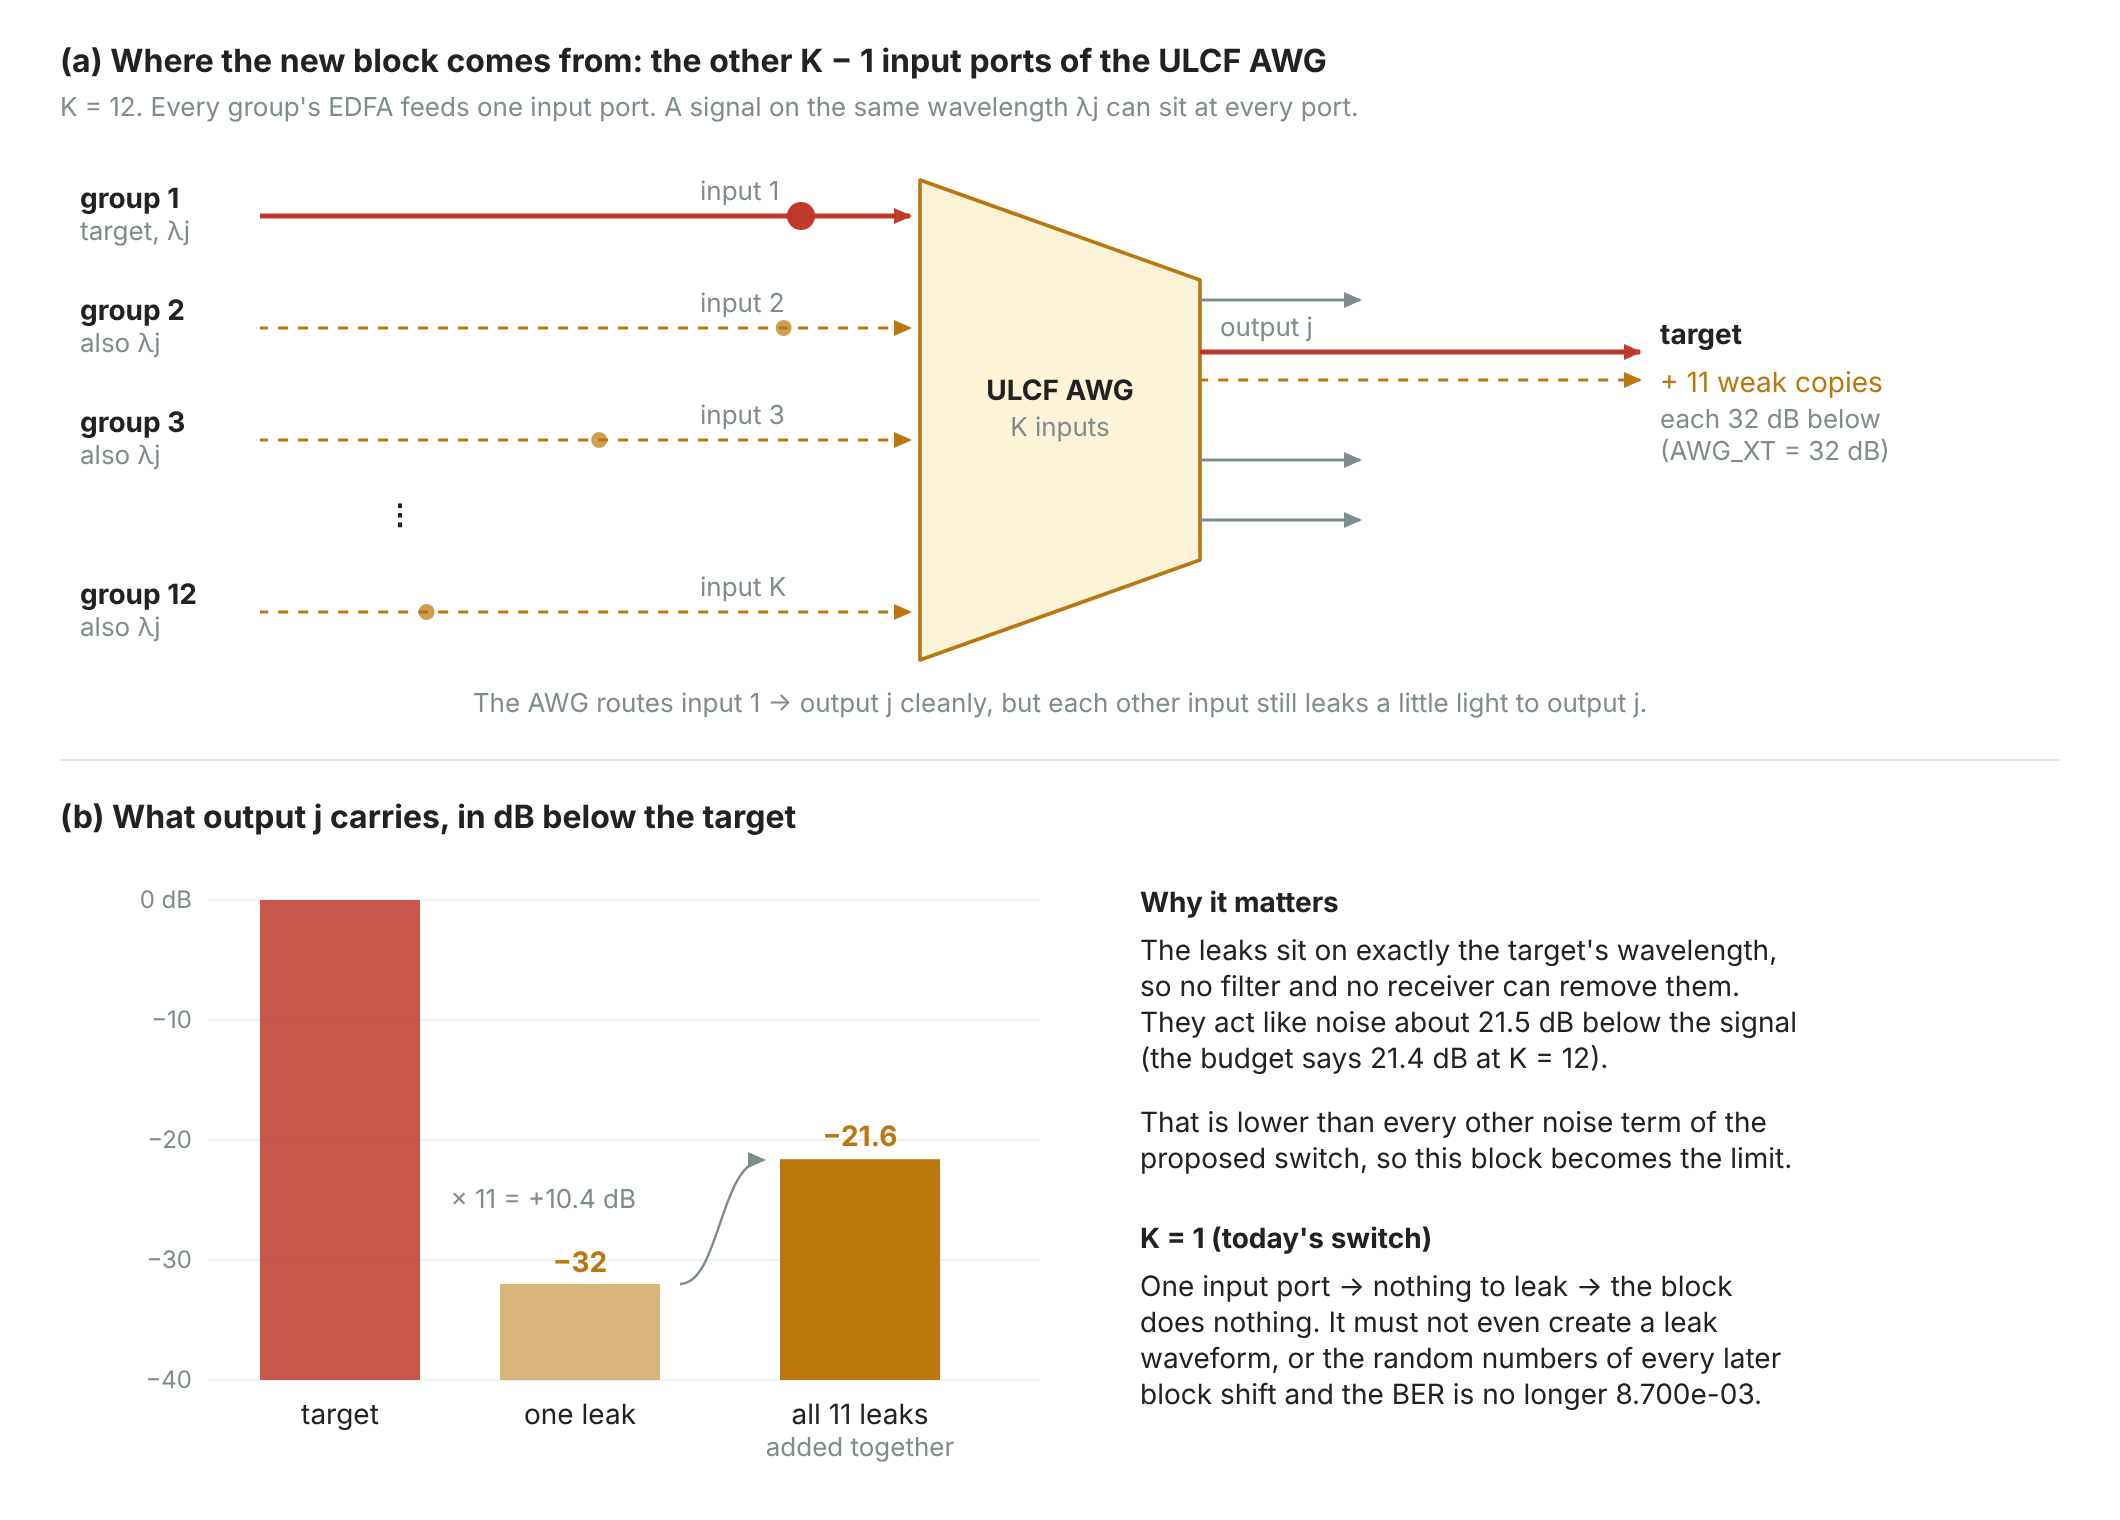 (a) Where the new block comes from: the other K − 1 input ports of the ULCF AWG
K = 12. Every group's EDFA feeds one input port. A signal on the same wavelength λj can sit at every port.
group 1
target, λj
input 1
group 2
also λj
input 2
group 3
also λj
input 3
⋮
group 12
also λj
input K
ULCF AWG
K inputs
output j
target
+ 11 weak copies
each 32 dB below
(AWG_XT = 32 dB)
The AWG routes input 1 → output j cleanly, but each other input still leaks a little light to output j.
(b) What output j carries, in dB below the target
0 dB
−10
−20
−30
−40
× 11 = +10.4 dB
−32
−21.6
target
one leak
all 11 leaks
added together
Why it matters
The leaks sit on exactly the target's wavelength,
so no filter and no receiver can remove them.
They act like noise about 21.5 dB below the signal
(the budget says 21.4 dB at K = 12).
That is lower than every other noise term of the
proposed switch, so this block becomes the limit.
K = 1 (today's switch)
One input port → nothing to leak → the block
does nothing. It must not even create a leak
waveform, or the random numbers of every later
block shift and the BER is no longer 8.700e-03.